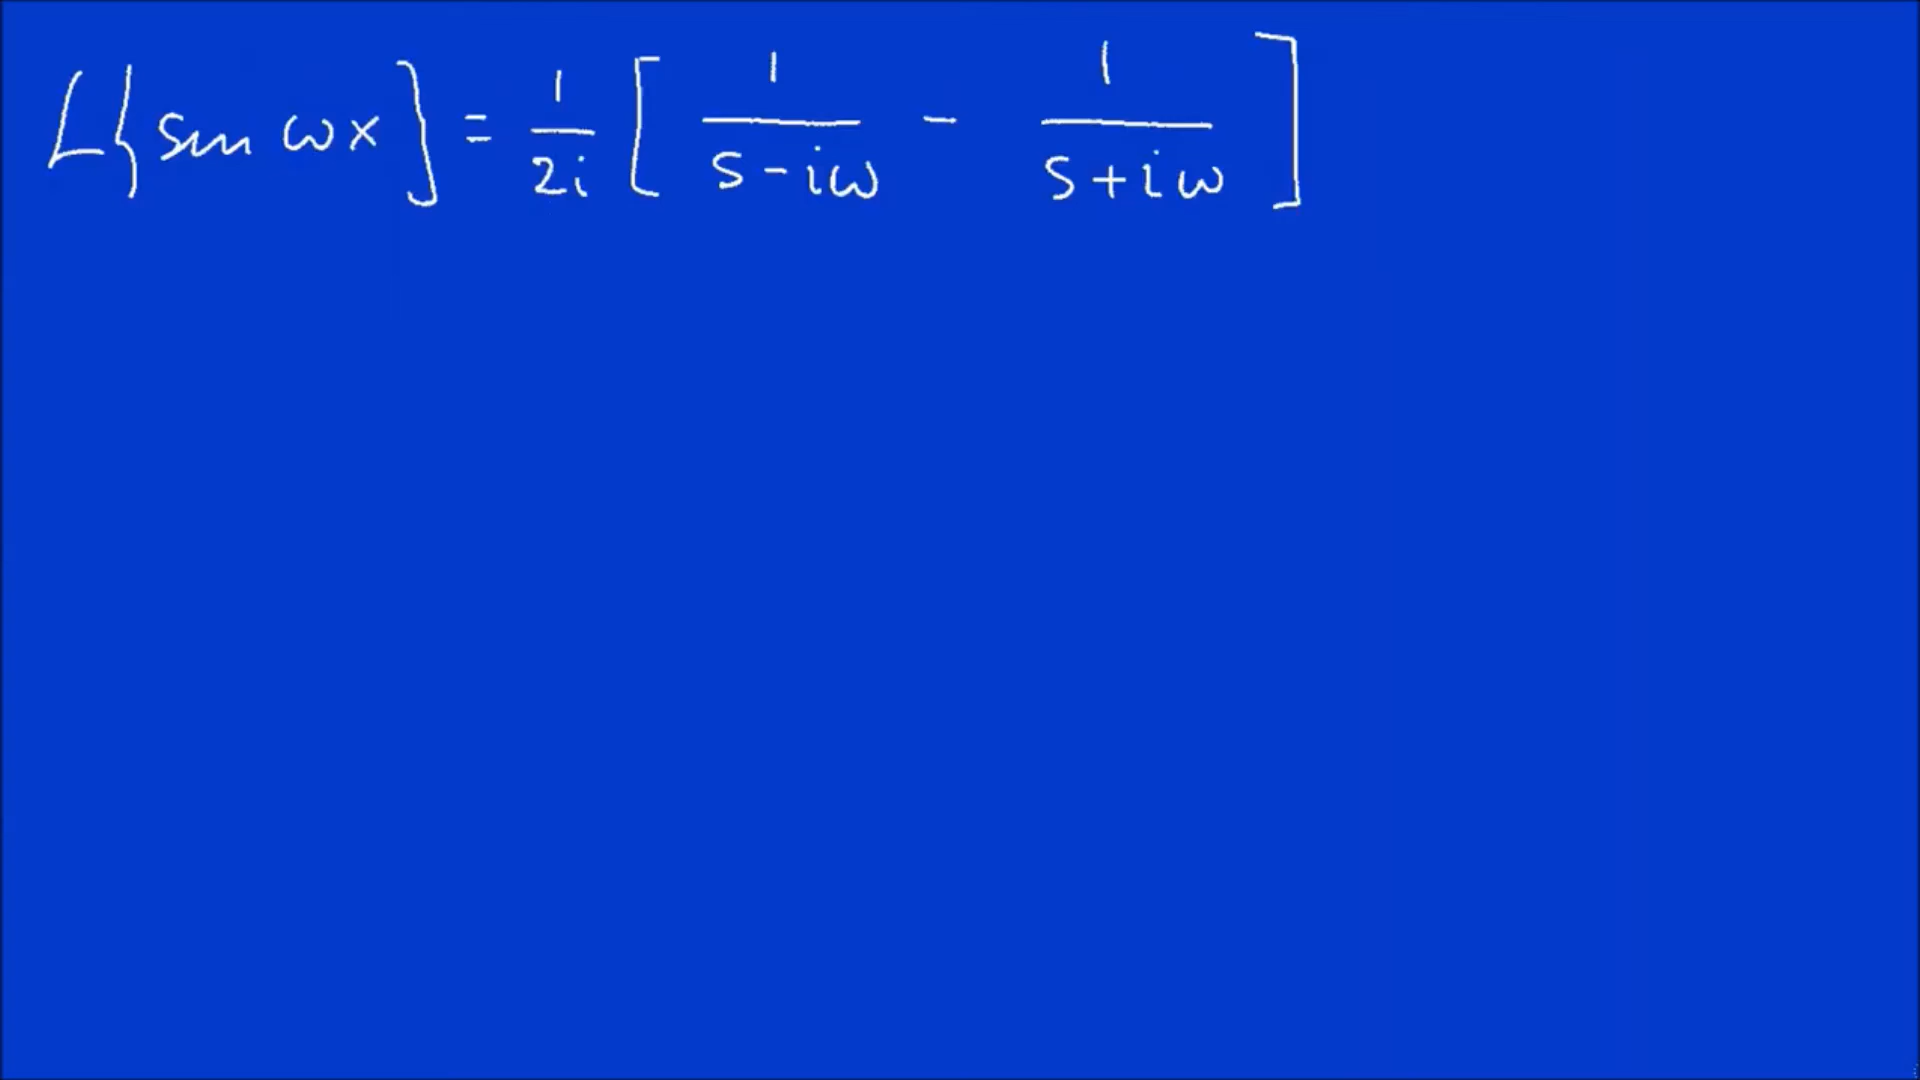 L{sin ωx} = 1/2i [ 1/s-iω - 1/s+iω ]